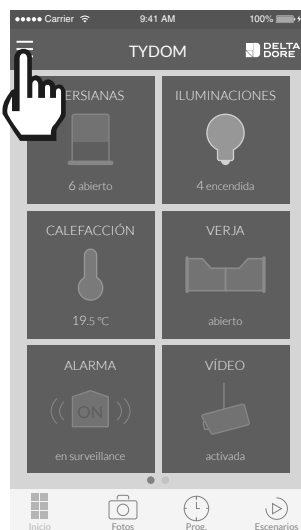 Carrier 9:41 AM 100%
TYDOM DELTA DORE
ERSIANAS ILUMINACIONES
6 abierto 4 encendida
CALEFACCIÓN VERJA
19.5 °C abierto
ALARMA VÍDEO
ON
en surveillance activada
Inicio Fotos Prog. Escenarios